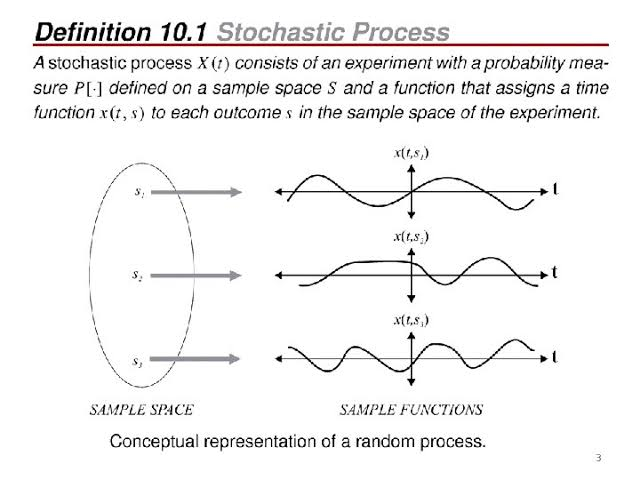 Definition 10.1 Stochastic Process
A stochastic process X(t) consists of an experiment with a probability mea-
sure P[·] defined on a sample space S and a function that assigns a time
function x(t, s) to each outcome s in the sample space of the experiment.
x(t,s₁)
s₁
t
x(t,s₂)
s₂
t
x(t,s₃)
s₃
t
SAMPLE SPACE
SAMPLE FUNCTIONS
Conceptual representation of a random process.
3